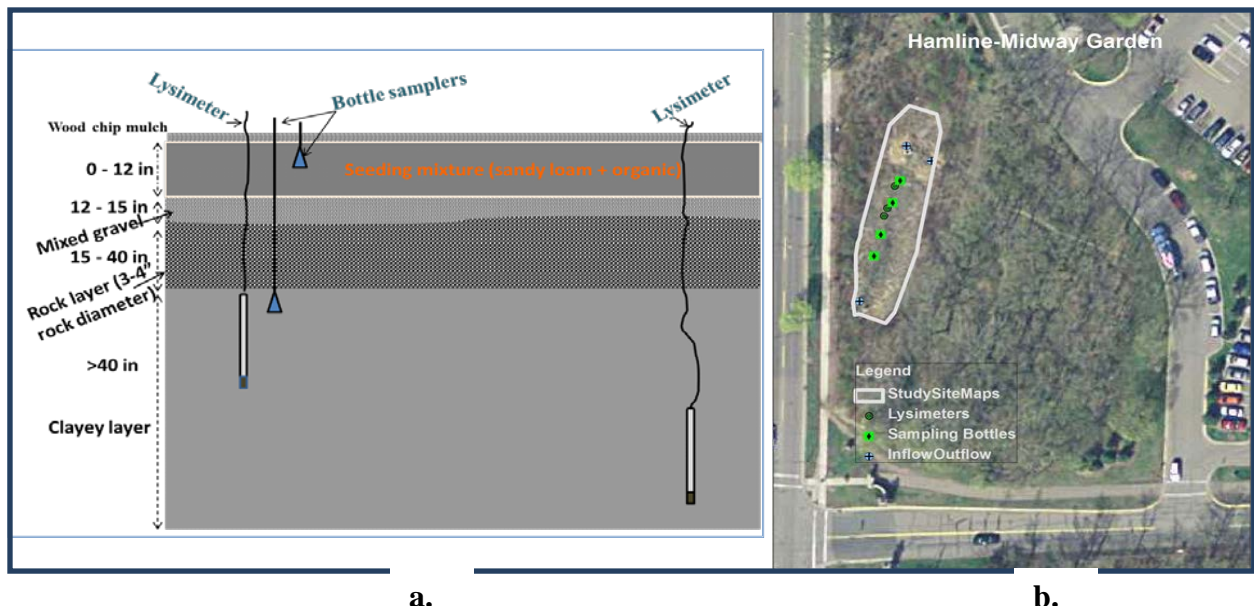 Lysimeter
Bottle samplers
Lysimeter
Wood chip mulch
0 - 12 in
Seeding mixture (sandy loam + organic)
12 - 15 in
Mixed gravel
15 - 40 in
Rock layer (3-4"
rock diameter)
>40 in
Clayey layer
a.
Hamline-Midway Garden
Legend
StudySiteMaps
Lysimeters
Sampling Bottles
InflowOutflow
b.